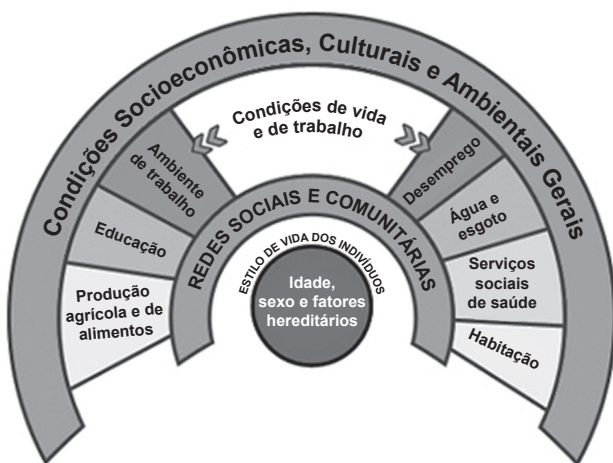 Condições Socioeconômicas, Culturais e Ambientais Gerais
Condições de vida
e de trabalho
Ambiente
de trabalho
Educação
Produção
agrícola e de
alimentos
Desemprego
Água e
esgoto
Serviços
sociais
de saúde
Habitação
REDES SOCIAIS E COMUNITÁRIAS
ESTILO DE VIDA DOS INDIVÍDUOS
Idade,
sexo e fatores
hereditários